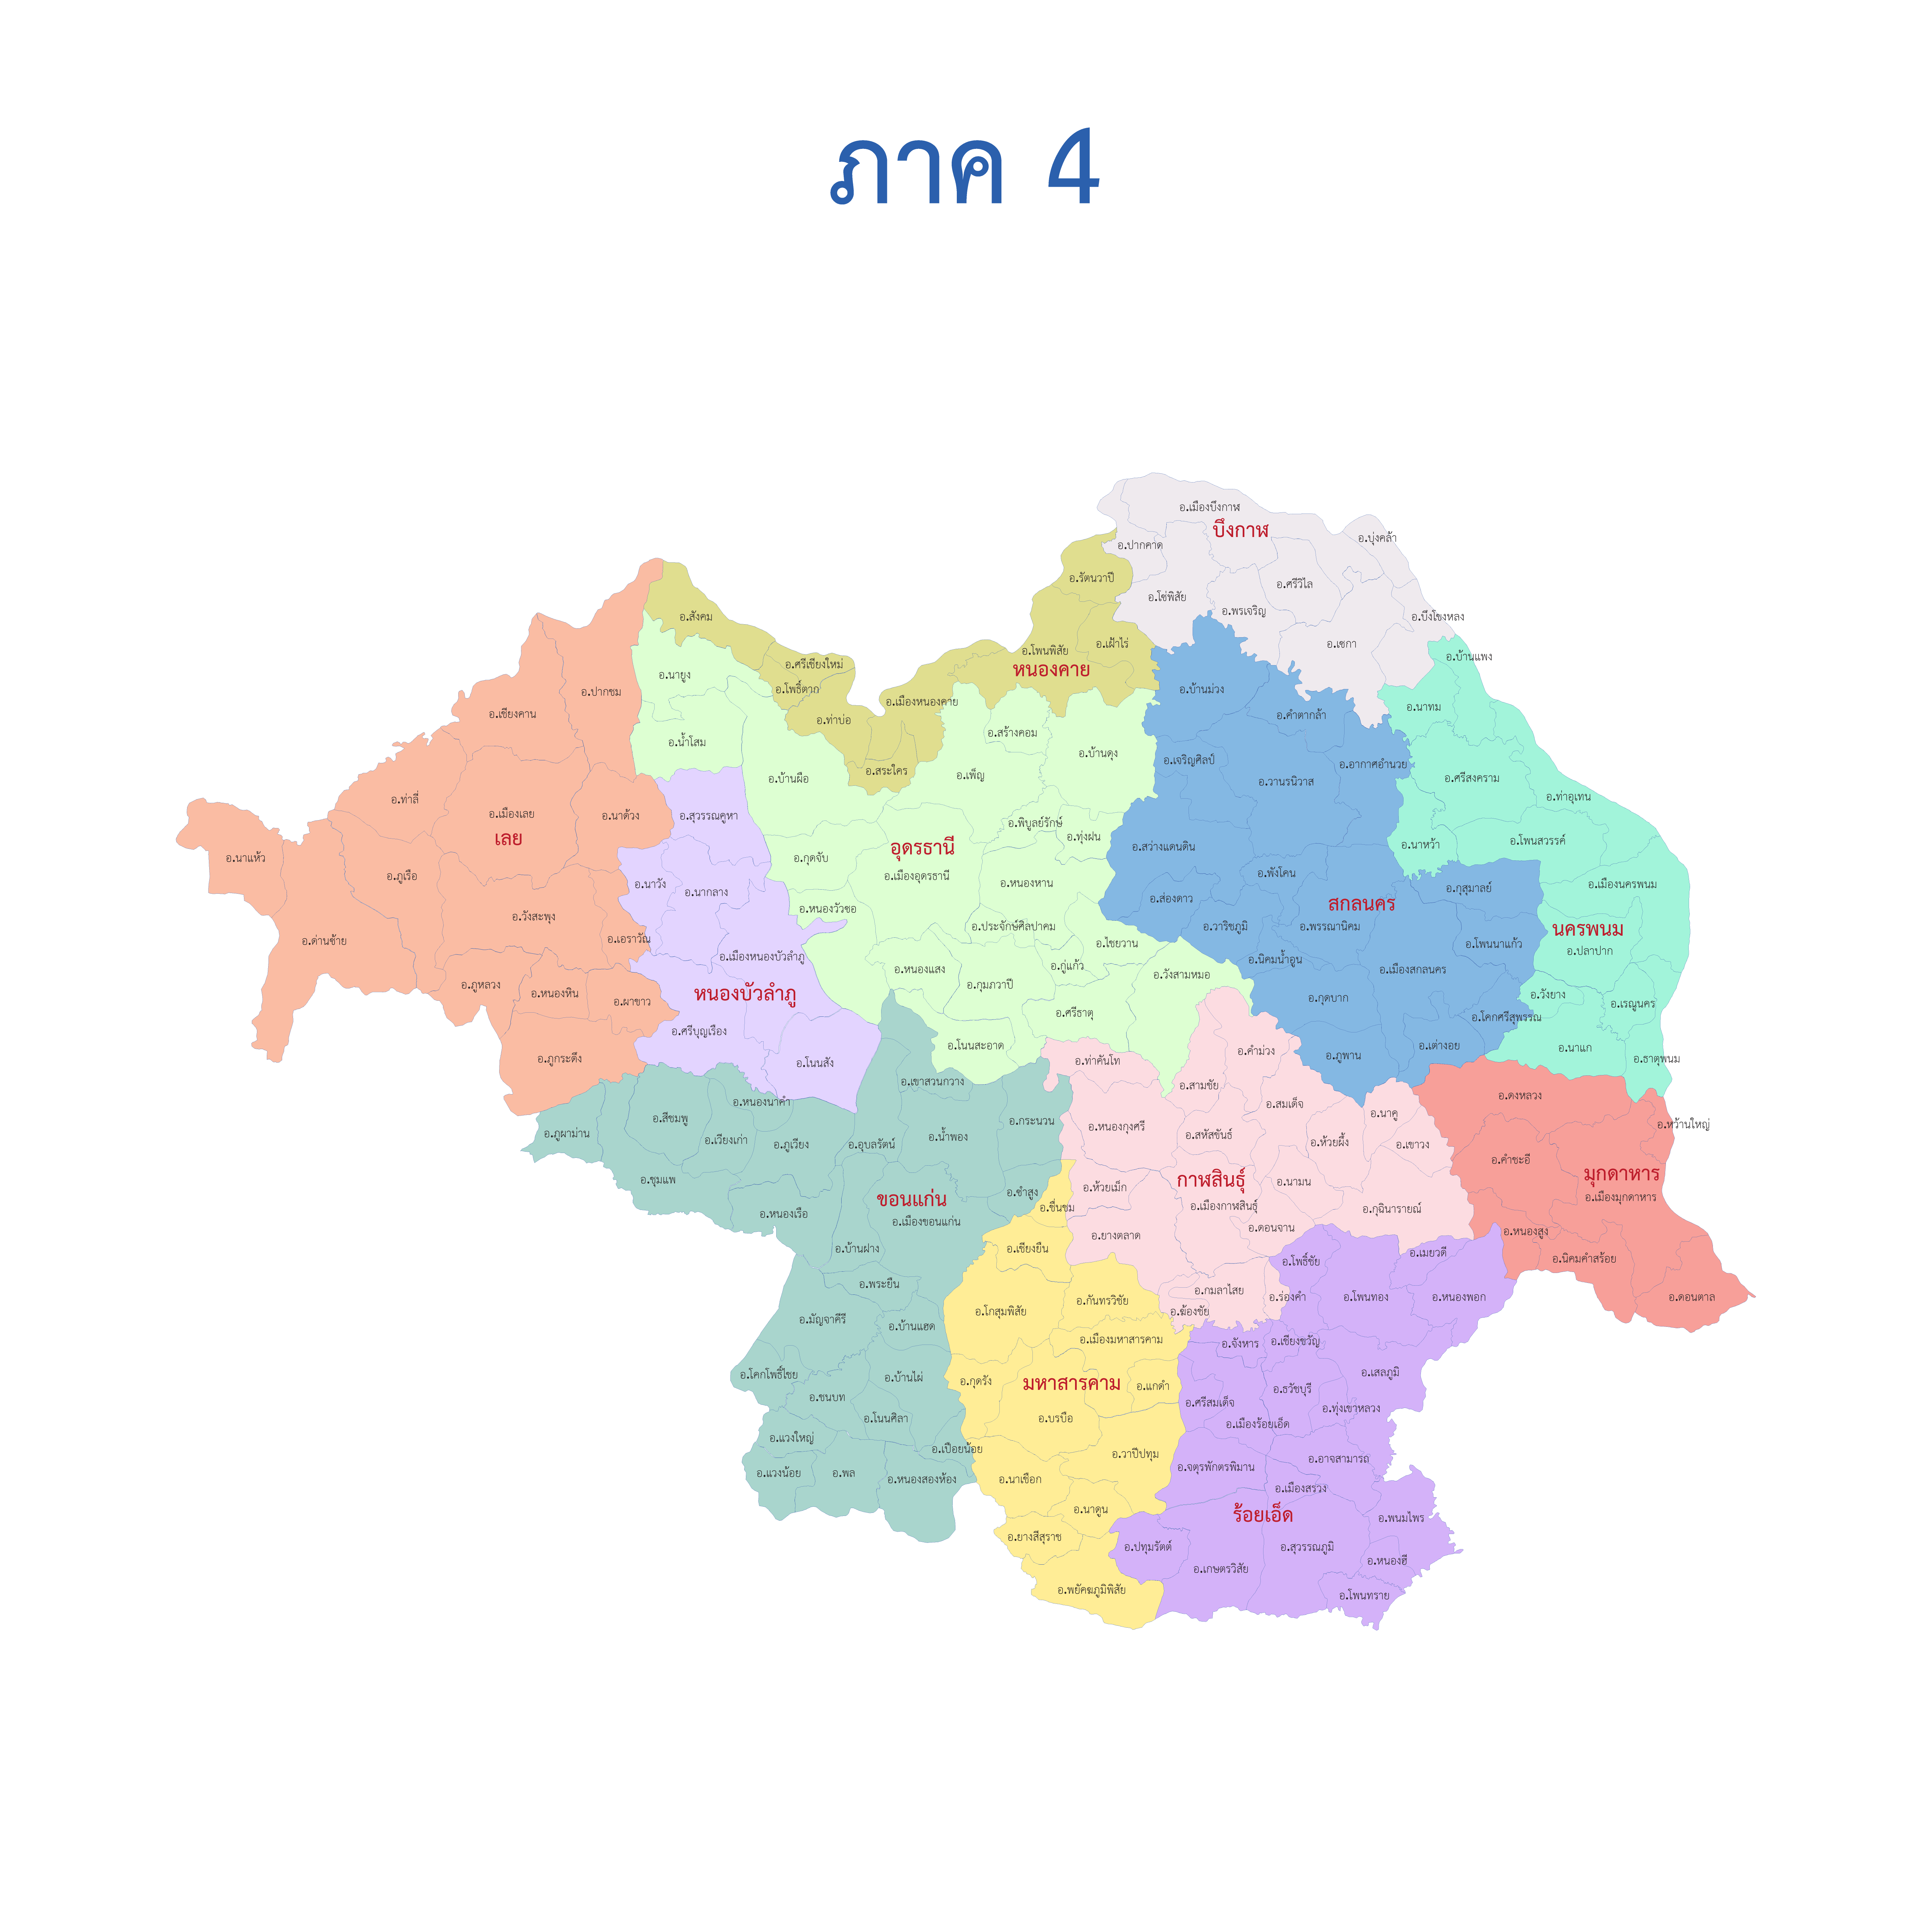 ภาค 4
อ.เมืองบึงกาฬ
บึงกาฬ
อ.บุ่งคล้า
อ.ปากคาด
อ.รัตนวาปี
อ.ศรีวิไล
อ.โซ่พิสัย
อ.พรเจริญ
อ.บึงโขงหลง
อ.สังคม
อ.เฝ้าไร่
อ.เซกา
อ.โพนพิสัย
หนองคาย
อ.บ้านแพง
อ.ศรีเชียงใหม่
อ.นายูง
อ.โพธิ์ตาก
อ.ปากชม
อ.บ้านม่วง
อ.เมืองหนองคาย
อ.นาทม
อ.เชียงคาน
อ.คำตากล้า
อ.ท่าบ่อ
อ.สร้างคอม
อ.น้ำโสม
อ.บ้านดุง
อ.เจริญศิลป์
อ.อากาศอำนวย
อ.สระใคร
อ.เพ็ญ
อ.บ้านผือ
อ.วานรนิวาส
อ.ศรีสงคราม
อ.ท่าลี่
อ.ท่าอุเทน
อ.เมืองเลย
เลย
อ.นาด้วง
อ.สุวรรณคูหา
อ.พิบูลย์รักษ์
อ.ทุ่งฝน
อ.โพนสวรรค์
อุดรธานี
อ.สว่างแดนดิน
อ.นาหว้า
อ.นาแห้ว
อ.กุดจับ
อ.ภูเรือ
อ.เมืองอุดรธานี
อ.พังโคน
อ.นาวัง
อ.หนองหาน
อ.เมืองนครพนม
อ.นากลาง
อ.กุสุมาลย์
อ.ส่องดาว
สกลนคร
อ.หนองวัวซอ
อ.วังสะพุง
อ.ประจักษ์ศิลปาคม
อ.วาริชภูมิ
อ.พรรณานิคม
นครพนม
อ.เอราวัณ
อ.ด่านซ้าย
อ.ไชยวาน
อ.โพนนาแก้ว
อ.ปลาปาก
อ.เมืองหนองบัวลำภู
อ.นิคมน้ำอูน
อ.กู่แก้ว
อ.หนองแสง
อ.เมืองสกลนคร
อ.วังสามหมอ
อ.ภูหลวง
อ.กุมภวาปี
อ.หนองหิน
หนองบัวลำภู
อ.วังยาง
อ.กุดบาก
อ.ผาขาว
อ.เรณูนคร
อ.ศรีธาตุ
อ.โคกศรีสุพรรณ
อ.ศรีบุญเรือง
อ.โนนสะอาด
อ.เต่างอย
อ.นาแก
อ.คำม่วง
อ.ภูพาน
อ.ภูกระดึง
อ.ธาตุพนม
อ.ท่าคันโท
อ.โนนสัง
อ.เขาสวนกวาง
อ.สามชัย
อ.ดงหลวง
อ.หนองนาคำ
อ.สมเด็จ
อ.นาคู
อ.สีชมพู
อ.กระนวน
อ.หว้านใหญ่
อ.หนองกุงศรี
อ.ภูผาม่าน
อ.สหัสขันธ์
อ.น้ำพอง
อ.เวียงเก่า
อ.ห้วยผึ้ง
อ.ภูเวียง
อ.อุบลรัตน์
อ.เขาวง
อ.คำชะอี
มุกดาหาร
อ.ชุมแพ
กาฬสินธุ์
อ.นามน
อ.ห้วยเม็ก
อ.ซำสูง
อ.เมืองมุกดาหาร
ขอนแก่น
อ.เมืองกาฬสินธุ์
อ.ชื่นชม
อ.กุฉินารายณ์
อ.หนองเรือ
อ.เมืองขอนแก่น
อ.ดอนจาน
อ.หนองสูง
อ.ยางตลาด
อ.บ้านฝาง
อ.เชียงยืน
อ.เมยวดี
อ.นิคมคำสร้อย
อ.โพธิ์ชัย
อ.พระยืน
อ.กมลาไสย
อ.ร่องคำ
อ.โพนทอง
อ.หนองพอก
อ.ดอนตาล
อ.กันทรวิชัย
อ.โกสุมพิสัย
อ.ฆ้องชัย
อ.มัญจาคีรี
อ.บ้านแฮด
อ.เมืองมหาสารคาม
อ.เชียงขวัญ
อ.จังหาร
อ.เสลภูมิ
อ.โคกโพธิ์ไชย
อ.บ้านไผ่
อ.กุดรัง
มหาสารคาม
อ.แกดำ
อ.ธวัชบุรี
อ.ชนบท
อ.ศรีสมเด็จ
อ.ทุ่งเขาหลวง
อ.โนนศิลา
อ.บรบือ
อ.เมืองร้อยเอ็ด
อ.แวงใหญ่
อ.เปือยน้อย
อ.วาปีปทุม
อ.อาจสามารถ
อ.จตุรพักตรพิมาน
อ.แวงน้อย
อ.พล
อ.หนองสองห้อง
อ.นาเชือก
อ.เมืองสรวง
อ.นาดูน
ร้อยเอ็ด
อ.พนมไพร
อ.ยางสีสุราช
อ.ปทุมรัตต์
อ.สุวรรณภูมิ
อ.หนองฮี
อ.เกษตรวิสัย
อ.พยัคฆภูมิพิสัย
อ.โพนทราย